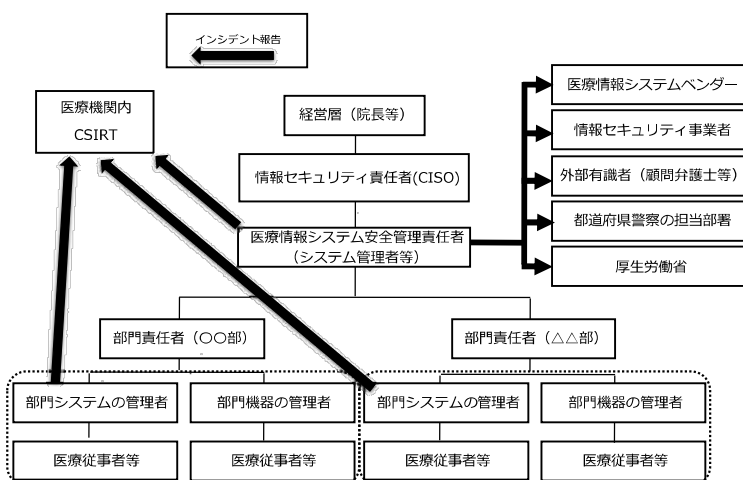 インシデント報告
医療機関内
CSIRT
経営層（院長等）
情報セキュリティ責任者(CISO)
医療情報システム安全管理責任者
（システム管理者等）
医療情報システムベンダー
情報セキュリティ事業者
外部有識者（顧問弁護士等）
都道府県警察の担当部署
厚生労働省
部門責任者（〇〇部）
部門責任者（△△部）
部門システムの管理者
部門機器の管理者
部門システムの管理者
部門機器の管理者
医療従事者等
医療従事者等
医療従事者等
医療従事者等